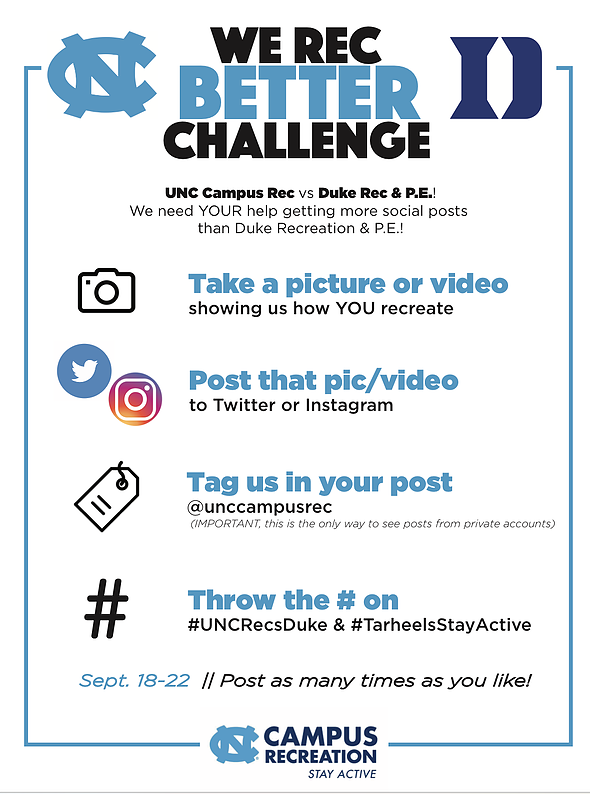 WE REC
BETTER
CHALLENGE
UNC Campus Rec vs Duke Rec & P.E.!
We need YOUR help getting more social posts
than Duke Recreation & P.E.!
Take a picture or video
showing us how YOU recreate
Post that pic/video
to Twitter or Instagram
Tag us in your post
@unccampusrec
(IMPORTANT, this is the only way to see posts from private accounts)
#
Throw the # on
#UNCRecsDuke & #TarheelsStayActive
Sept. 18-22 // Post as many times as you like!
NC
D
NC
CAMPUS
RECREATION
STAY ACTIVE